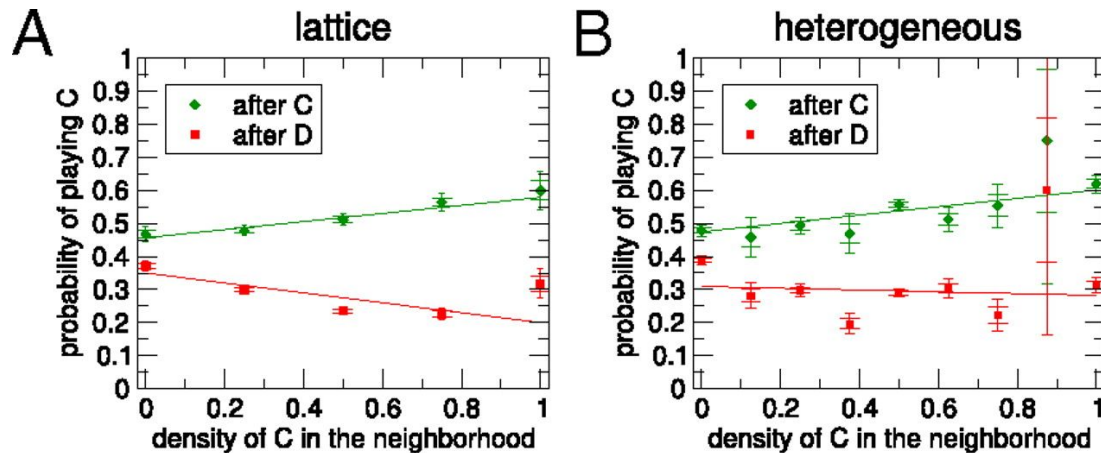 A
lattice
probability of playing C
1
0.9
0.8
0.7
0.6
0.5
0.4
0.3
0.2
0.1
0
after C
after D
0 0.2 0.4 0.6 0.8 1
density of C in the neighborhood
B
heterogeneous
probability of playing C
1
0.9
0.8
0.7
0.6
0.5
0.4
0.3
0.2
0.1
0
after C
after D
0 0.2 0.4 0.6 0.8 1
density of C in the neighborhood